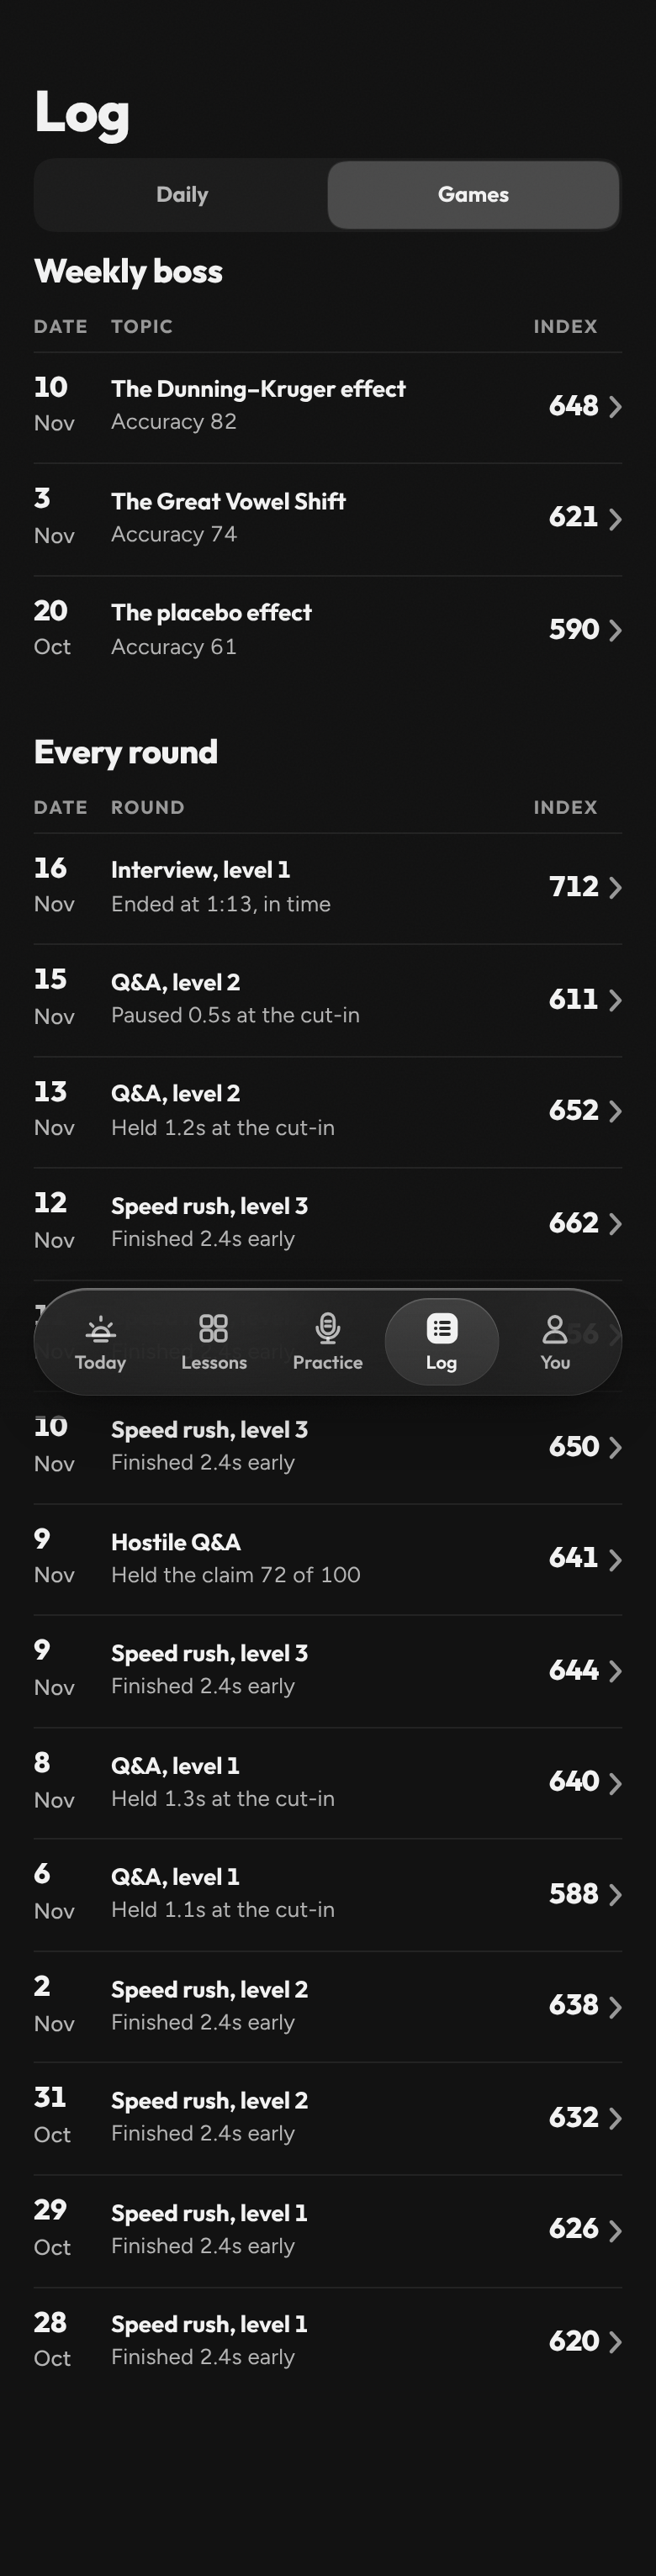 Log
Daily Games
Weekly boss
DATE TOPIC INDEX
10 The Dunning–Kruger effect 648
Nov Accuracy 82
3 The Great Vowel Shift 621
Nov Accuracy 74
20 The placebo effect 590
Oct Accuracy 61
Every round
DATE ROUND INDEX
16 Interview, level 1 712
Nov Ended at 1:13, in time
15 Q&A, level 2 611
Nov Paused 0.5s at the cut-in
13 Q&A, level 2 652
Nov Held 1.2s at the cut-in
12 Speed rush, level 3 662
Nov Finished 2.4s early
Today Lessons Practice Log You
10 Speed rush, level 3 650
Nov Finished 2.4s early
9 Hostile Q&A 641
Nov Held the claim 72 of 100
9 Speed rush, level 3 644
Nov Finished 2.4s early
8 Q&A, level 1 640
Nov Held 1.3s at the cut-in
6 Q&A, level 1 588
Nov Held 1.1s at the cut-in
2 Speed rush, level 2 638
Nov Finished 2.4s early
31 Speed rush, level 2 632
Oct Finished 2.4s early
29 Speed rush, level 1 626
Oct Finished 2.4s early
28 Speed rush, level 1 620
Oct Finished 2.4s early